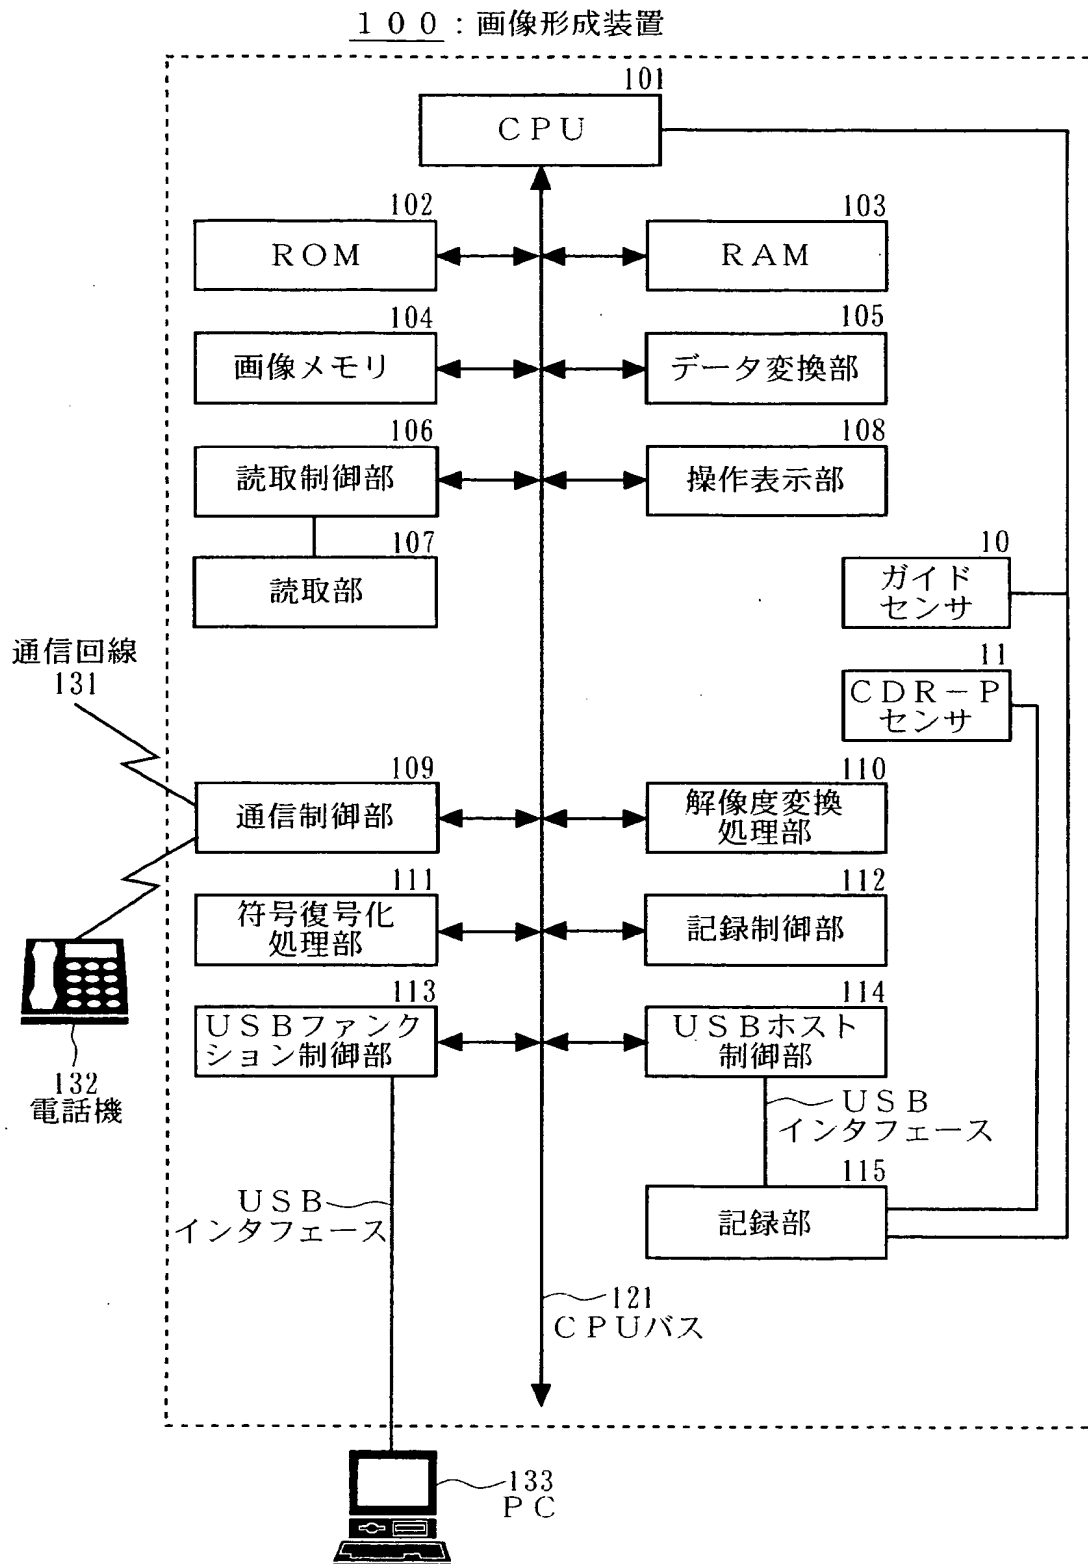 １００：画像形成装置
101
ＣＰＵ
102
ＲＯＭ
103
ＲＡＭ
104
画像メモリ
105
データ変換部
106
読取制御部
108
操作表示部
107
読取部
10
ガイド
センサ
通信回線
131
11
ＣＤＲ－Ｐ
センサ
109
通信制御部
110
解像度変換
処理部
111
符号復号化
処理部
112
記録制御部
113
ＵＳＢファンク
ション制御部
114
ＵＳＢホスト
制御部
132
電話機
ＵＳＢ
インタフェース
115
記録部
ＵＳＢ
インタフェース
121
ＣＰＵバス
133
ＰＣ